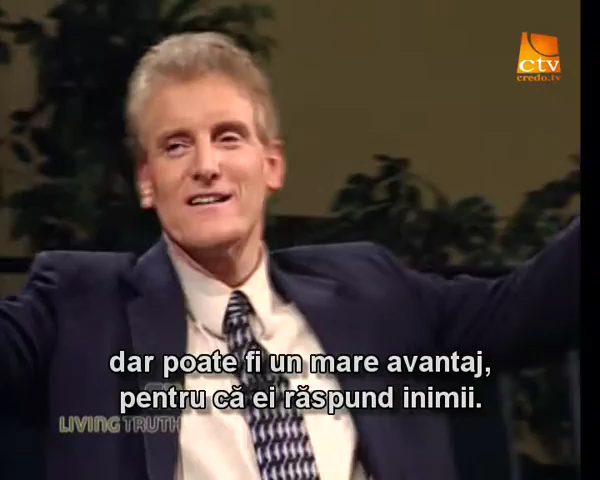 ctv
credo.tv
dar poate fi un mare avantaj,
pentru că ei răspund inimii.
LIVING TRUTH